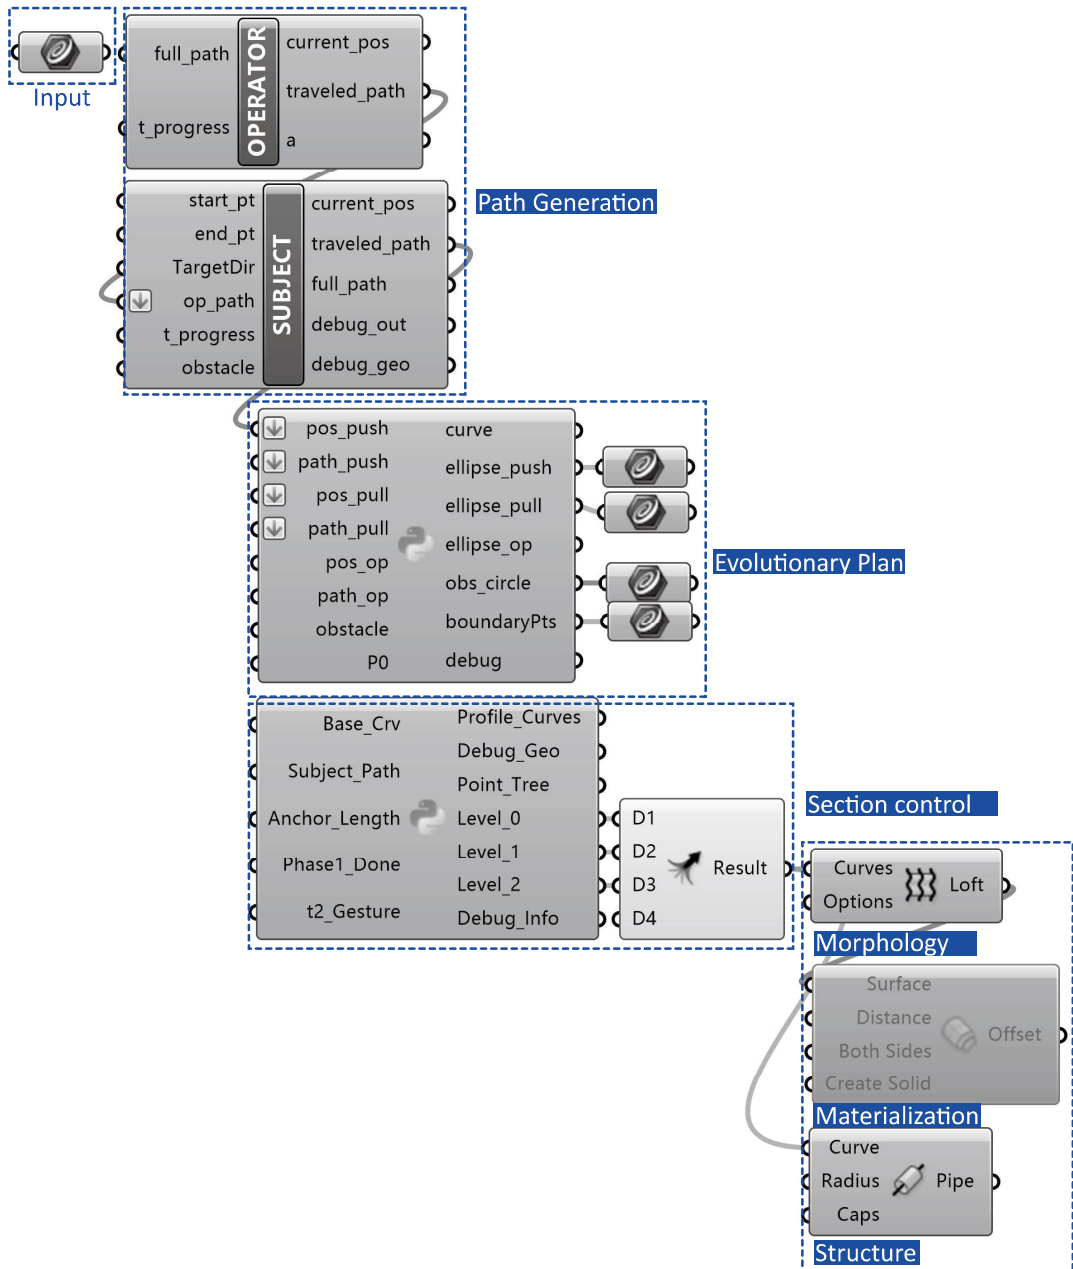 Input
full_path
t_progress
OPERATOR
current_pos
traveled_path
a
start_pt
end_pt
TargetDir
op_path
t_progress
obstacle
SUBJECT
current_pos
traveled_path
full_path
debug_out
debug_geo
Path Generation
pos_push
path_push
pos_pull
path_pull
pos_op
path_op
obstacle
P0
curve
ellipse_push
ellipse_pull
ellipse_op
obs_circle
boundaryPts
debug
Evolutionary Plan
Base_Crv
Subject_Path
Anchor_Length
Phase1_Done
t2_Gesture
Profile_Curves
Debug_Geo
Point_Tree
Level_0
Level_1
Level_2
Debug_Info
D1
D2
D3
D4
Result
Section control
Curves
Options
Loft
Morphology
Surface
Distance
Both Sides
Create Solid
Offset
Materialization
Curve
Radius
Caps
Pipe
Structure